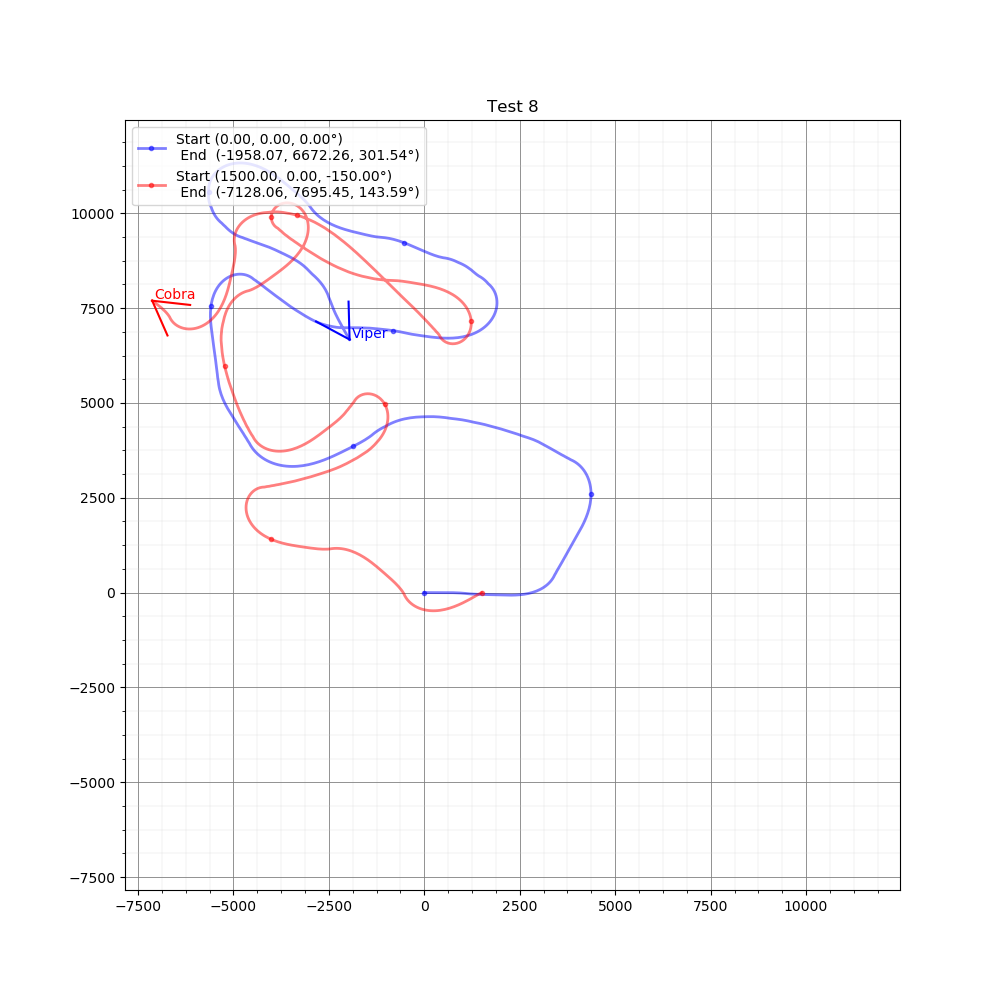 Test 8
Start (0.00, 0.00, 0.00°)
End  (-1958.07, 6672.26, 301.54°)
Start (1500.00, 0.00, -150.00°)
End  (-7128.06, 7695.45, 143.59°)
10000
7500
5000
2500
0
−2500
−5000
−7500
Cobra
Viper
−7500 −5000 −2500 0 2500 5000 7500 10000